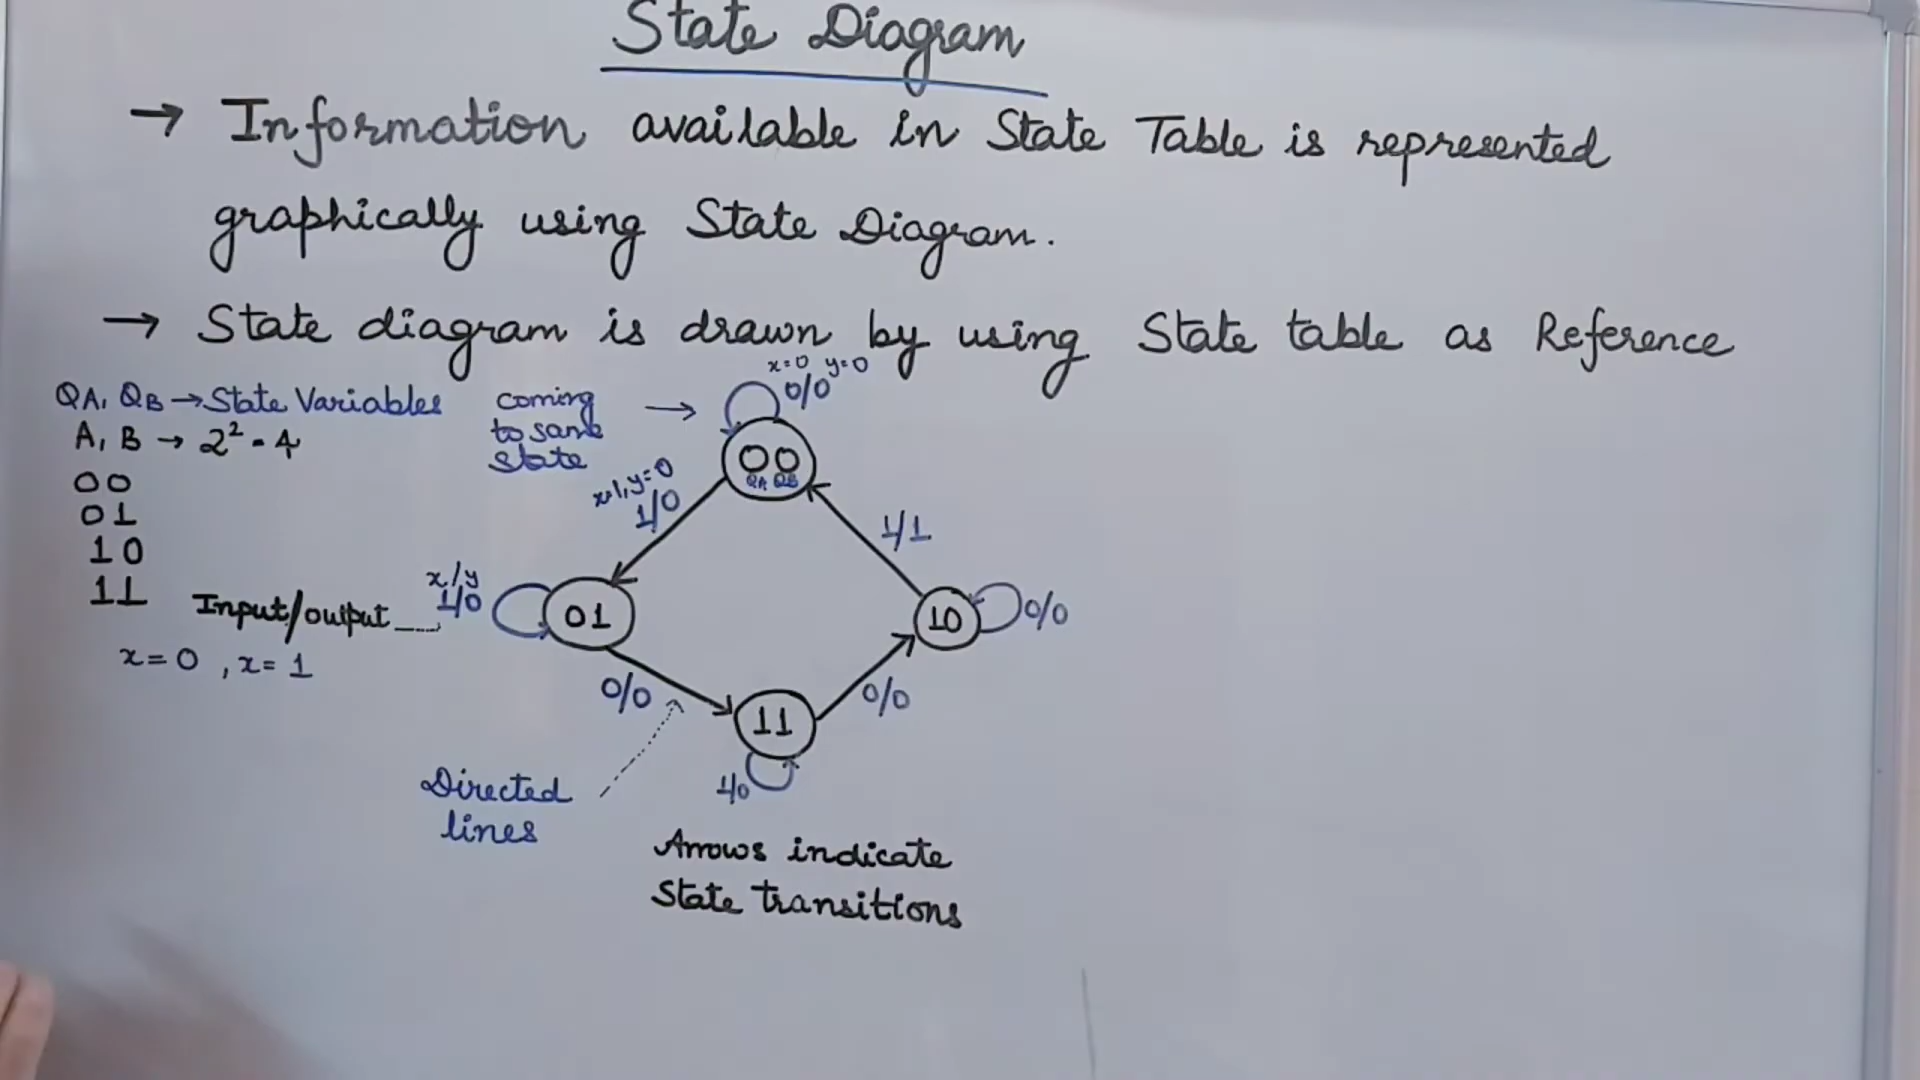 State Diagram
→ Information available in State Table is represented
graphically using State Diagram.
→ State diagram is drawn by using State table as Reference
x=0 y=0
0/0
QA, QB → State Variables
A, B → 2² = 4
00
01
10
11
coming
to same
state
→
00
QA QB
x=1, y=0
1/0
1/1
x/y
1/0
Input/output
01
10
0/0
x=0, x=1
0/0
0/0
11
1/0
Directed
lines
Arrows indicate
State transitions